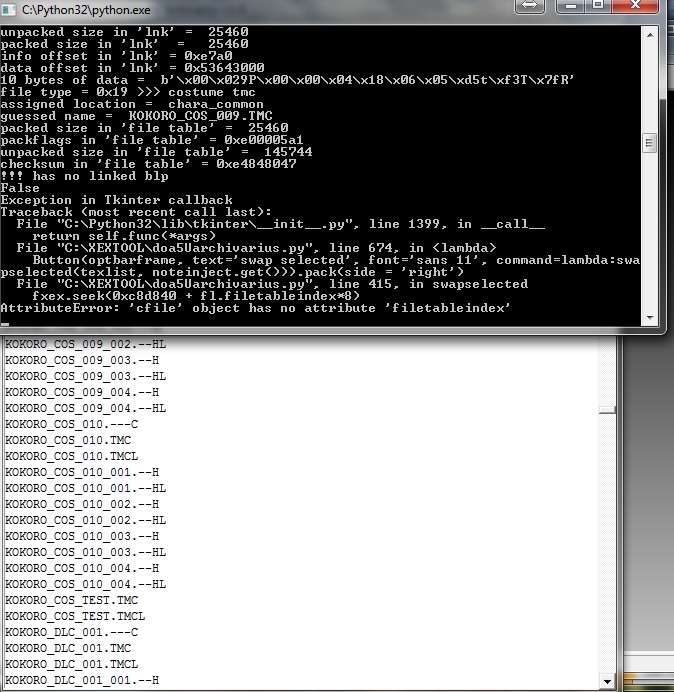 C:\Python32\python.exe
unpacked size in 'lnk' =  25460
packed size in 'lnk'  =   25460
info offset in 'lnk' = 0xe7a0
data offset in 'lnk' = 0x53643000
10 bytes of data =  b'\x00\x029P\x00\x00\x04\x18\x06\x05\xd5t\xf3T\x7fR'
file type = 0x19 >>> costume tmc
assigned location =  chara_common
guessed name =  KOKORO_COS_009.TMC
packed size in 'file table' =  25460
packflags in 'file table' = 0xe00005a1
unpacked size in 'file table' =  145744
checksum in 'file table' = 0xe4848047
!!! has no linked blp
False
Exception in Tkinter callback
Traceback (most recent call last):
  File "C:\Python32\lib\tkinter\__init__.py", line 1399, in __call__
    return self.func(*args)
  File "C:\XEXTOOL\doa5Uarchivarius.py", line 674, in <lambda>
    Button(optbarframe, text='swap selected', font='sans 11', command=lambda:swa
pselected(texlist, noteinject.get())).pack(side = 'right')
  File "C:\XEXTOOL\doa5Uarchivarius.py", line 415, in swapselected
    fxex.seek(0xc8d840 + fl.filetableindex*8)
AttributeError: 'cfile' object has no attribute 'filetableindex'
KOKORO_COS_009_002.--HL
KOKORO_COS_009_003.--H
KOKORO_COS_009_003.--HL
KOKORO_COS_009_004.--H
KOKORO_COS_009_004.--HL
KOKORO_COS_010.---C
KOKORO_COS_010.TMC
KOKORO_COS_010.TMCL
KOKORO_COS_010_001.--H
KOKORO_COS_010_001.--HL
KOKORO_COS_010_002.--H
KOKORO_COS_010_002.--HL
KOKORO_COS_010_003.--H
KOKORO_COS_010_003.--HL
KOKORO_COS_010_004.--H
KOKORO_COS_010_004.--HL
KOKORO_COS_TEST.TMC
KOKORO_COS_TEST.TMCL
KOKORO_DLC_001.---C
KOKORO_DLC_001.TMC
KOKORO_DLC_001.TMCL
KOKORO_DLC_001_001.--H